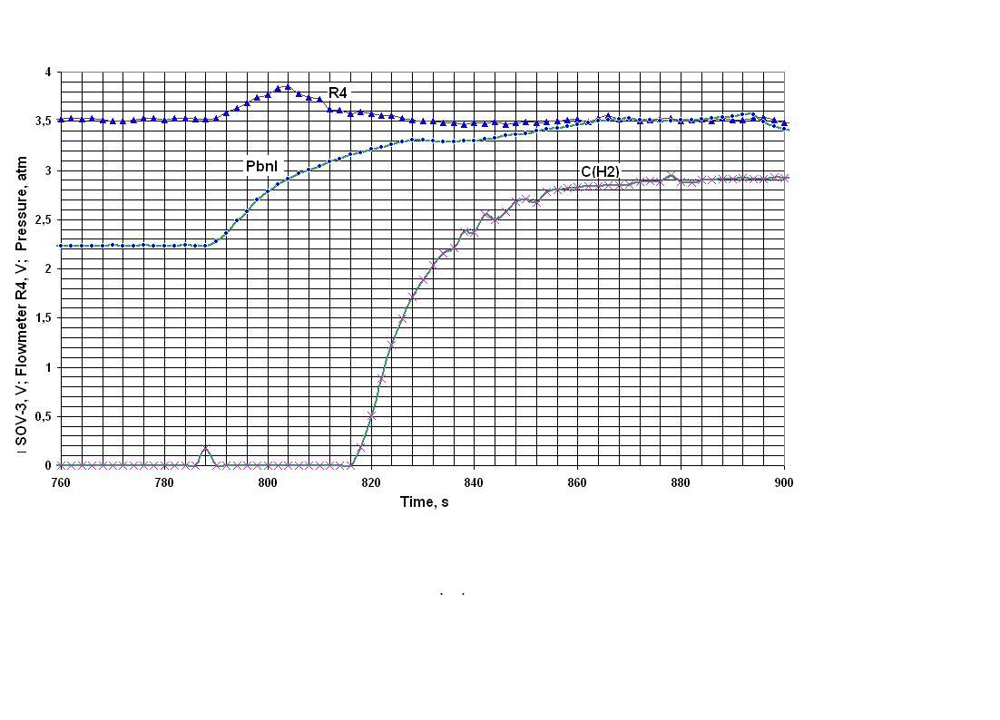 SOV-3, V; Flowmeter R4, V; Pressure, atm
4
3,5
3
2,5
2
1,5
1
0,5
0
R4
Pbnl
C(H2)
760 780 800 820 840 860 880 900
Time, s